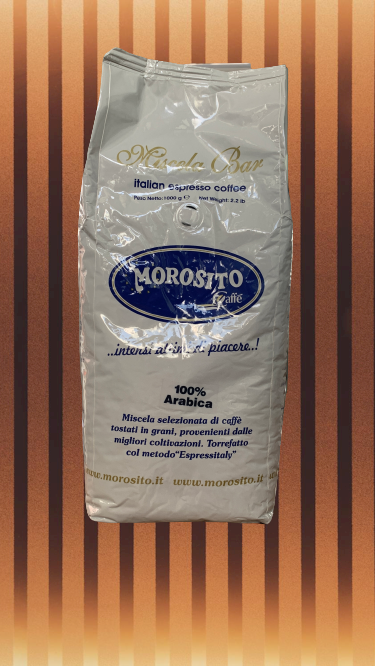 Miscela Bar
italian espresso coffee
Peso Netto: 1000 g Net Weight: 2.2 lb
MOROSITO
Caffè
di piacere..!
100%
Arabica
Miscela selezionata di caffè
tostati in grani, provenienti dalle
migliori coltivazioni. Torrefatto
col metodo"Espressitaly"
www.morosito.it www.morosito.it